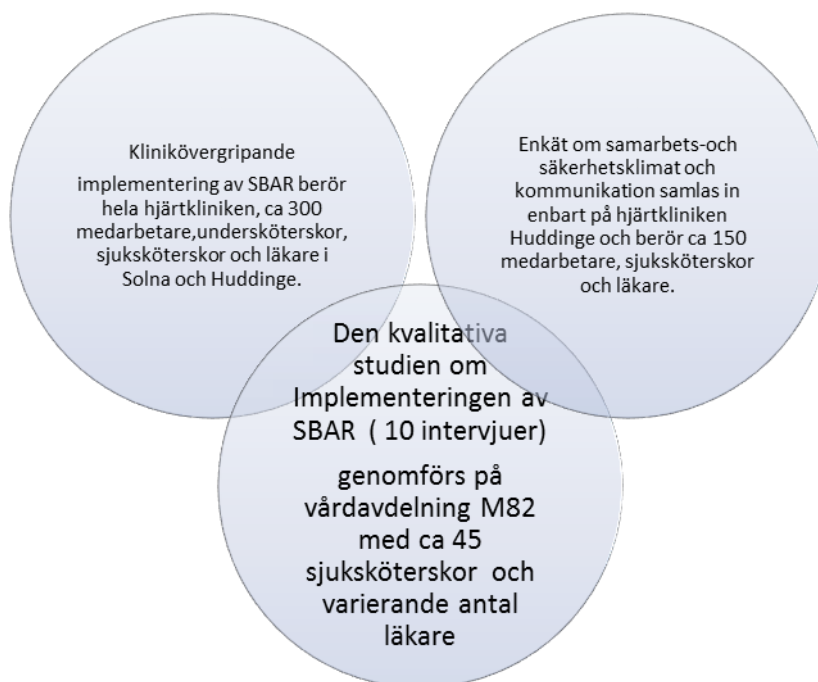 Klinikövergripande
implementering av SBAR berör
hela hjärtkliniken, ca 300
medarbetare,undersköterskor,
sjuksköterskor och läkare i
Solna och Huddinge.
Enkät om samarbets-och
säkerhetsklimat och
kommunikation samlas in
enbart på hjärtkliniken
Huddinge och berör ca 150
medarbetare, sjuksköterskor
och läkare.
Den kvalitativa
studien om
Implementeringen av
SBAR ( 10 intervjuer)
genomförs på
vårdavdelning M82
med ca 45
sjuksköterskor och
varierande antal
läkare